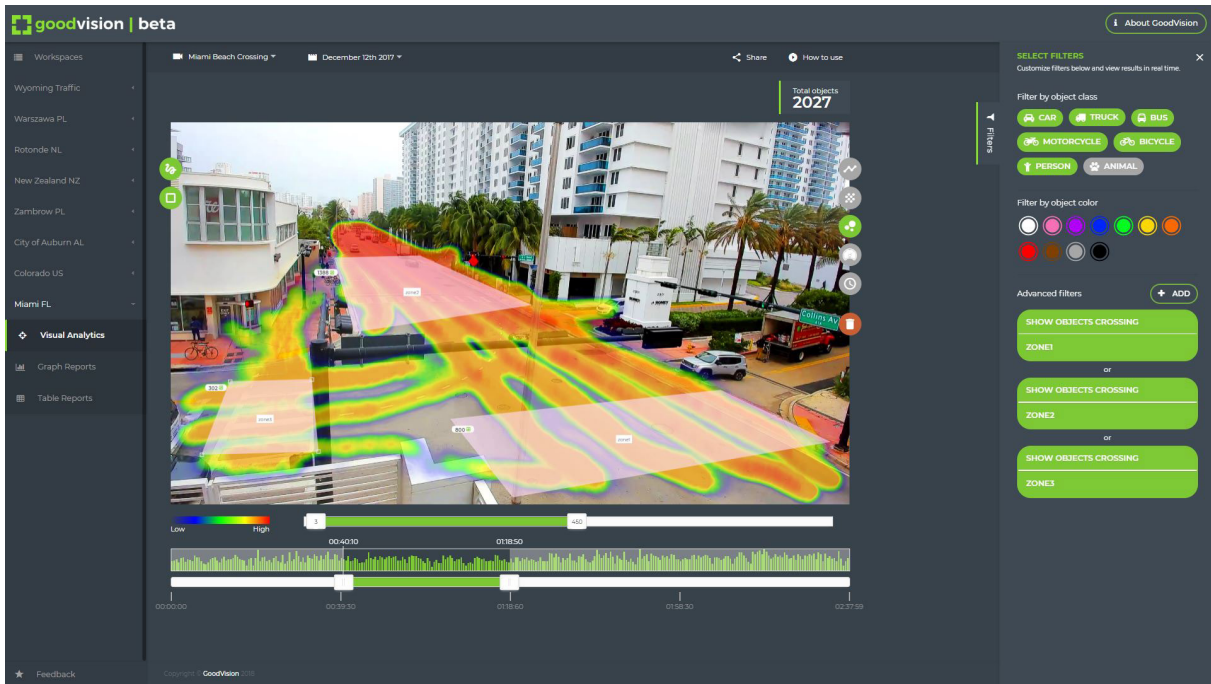 goodvision | beta
i About GoodVision
Workspaces
Wyoming Traffic
Warszawa PL
Rotonde NL
New Zealand NZ
Zambrow PL
City of Auburn AL
Colorado US
Miami FL
Visual Analytics
Graph Reports
Table Reports
Feedback
Miami Beach Crossing
December 12th 2017
Share
How to use
Total objects
2027
1388
zone2
Collins Av
302
zone3
800
zone1
Low
High
3
450
00:40:10
01:18:50
00:00:00
00:39:30
01:18:60
01:58:30
02:37:59
Copyright © GoodVision 2018
Filters
SELECT FILTERS
Customize filters below and view results in real time.
Filter by object class
CAR
TRUCK
BUS
MOTORCYCLE
BICYCLE
PERSON
ANIMAL
Filter by object color
Advanced filters
+ ADD
SHOW OBJECTS CROSSING
ZONE1
or
SHOW OBJECTS CROSSING
ZONE2
or
SHOW OBJECTS CROSSING
ZONE3